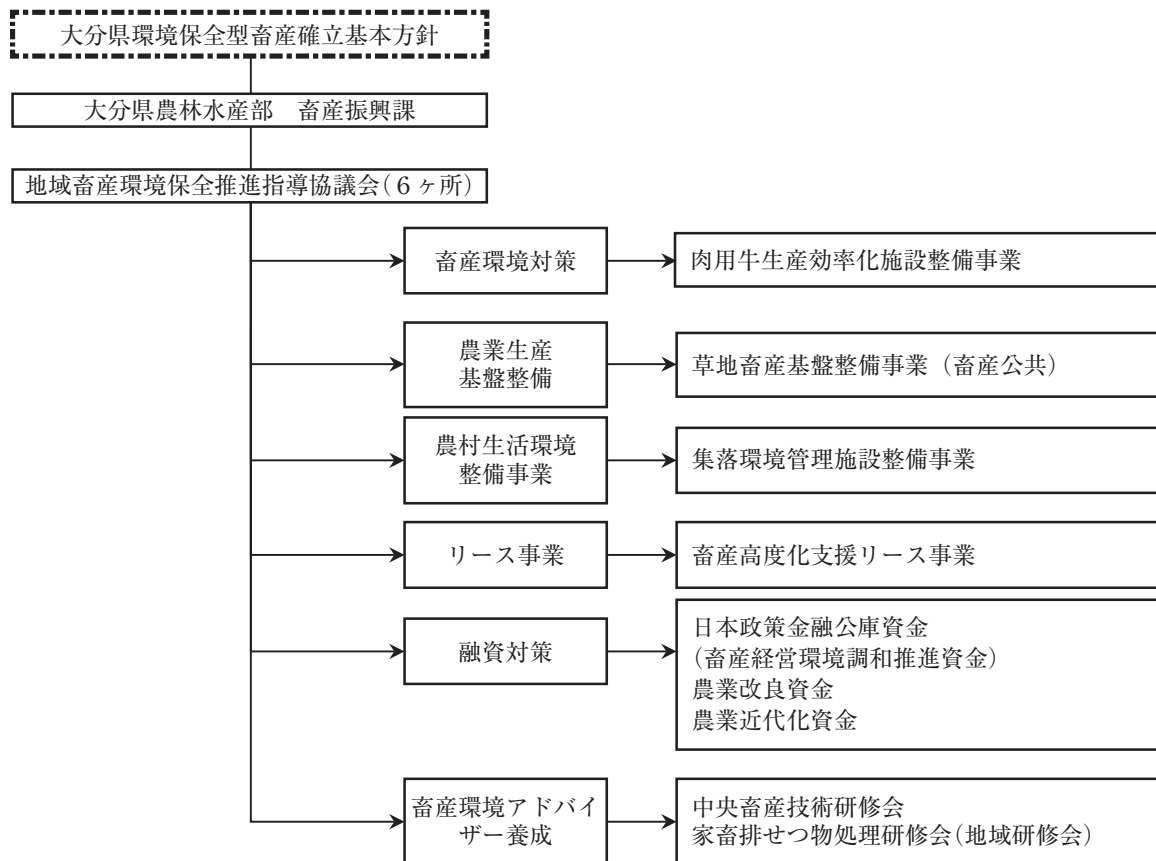 大分県環境保全型畜産確立基本方針
大分県農林水産部　畜産振興課
地域畜産環境保全推進指導協議会（６ヶ所）
畜産環境対策
肉用牛生産効率化施設整備事業
農業生産
基盤整備
草地畜産基盤整備事業（畜産公共）
農村生活環境
整備事業
集落環境管理施設整備事業
リース事業
畜産高度化支援リース事業
融資対策
日本政策金融公庫資金
（畜産経営環境調和推進資金）
農業改良資金
農業近代化資金
畜産環境アドバイ
ザー養成
中央畜産技術研修会
家畜排せつ物処理研修会（地域研修会）